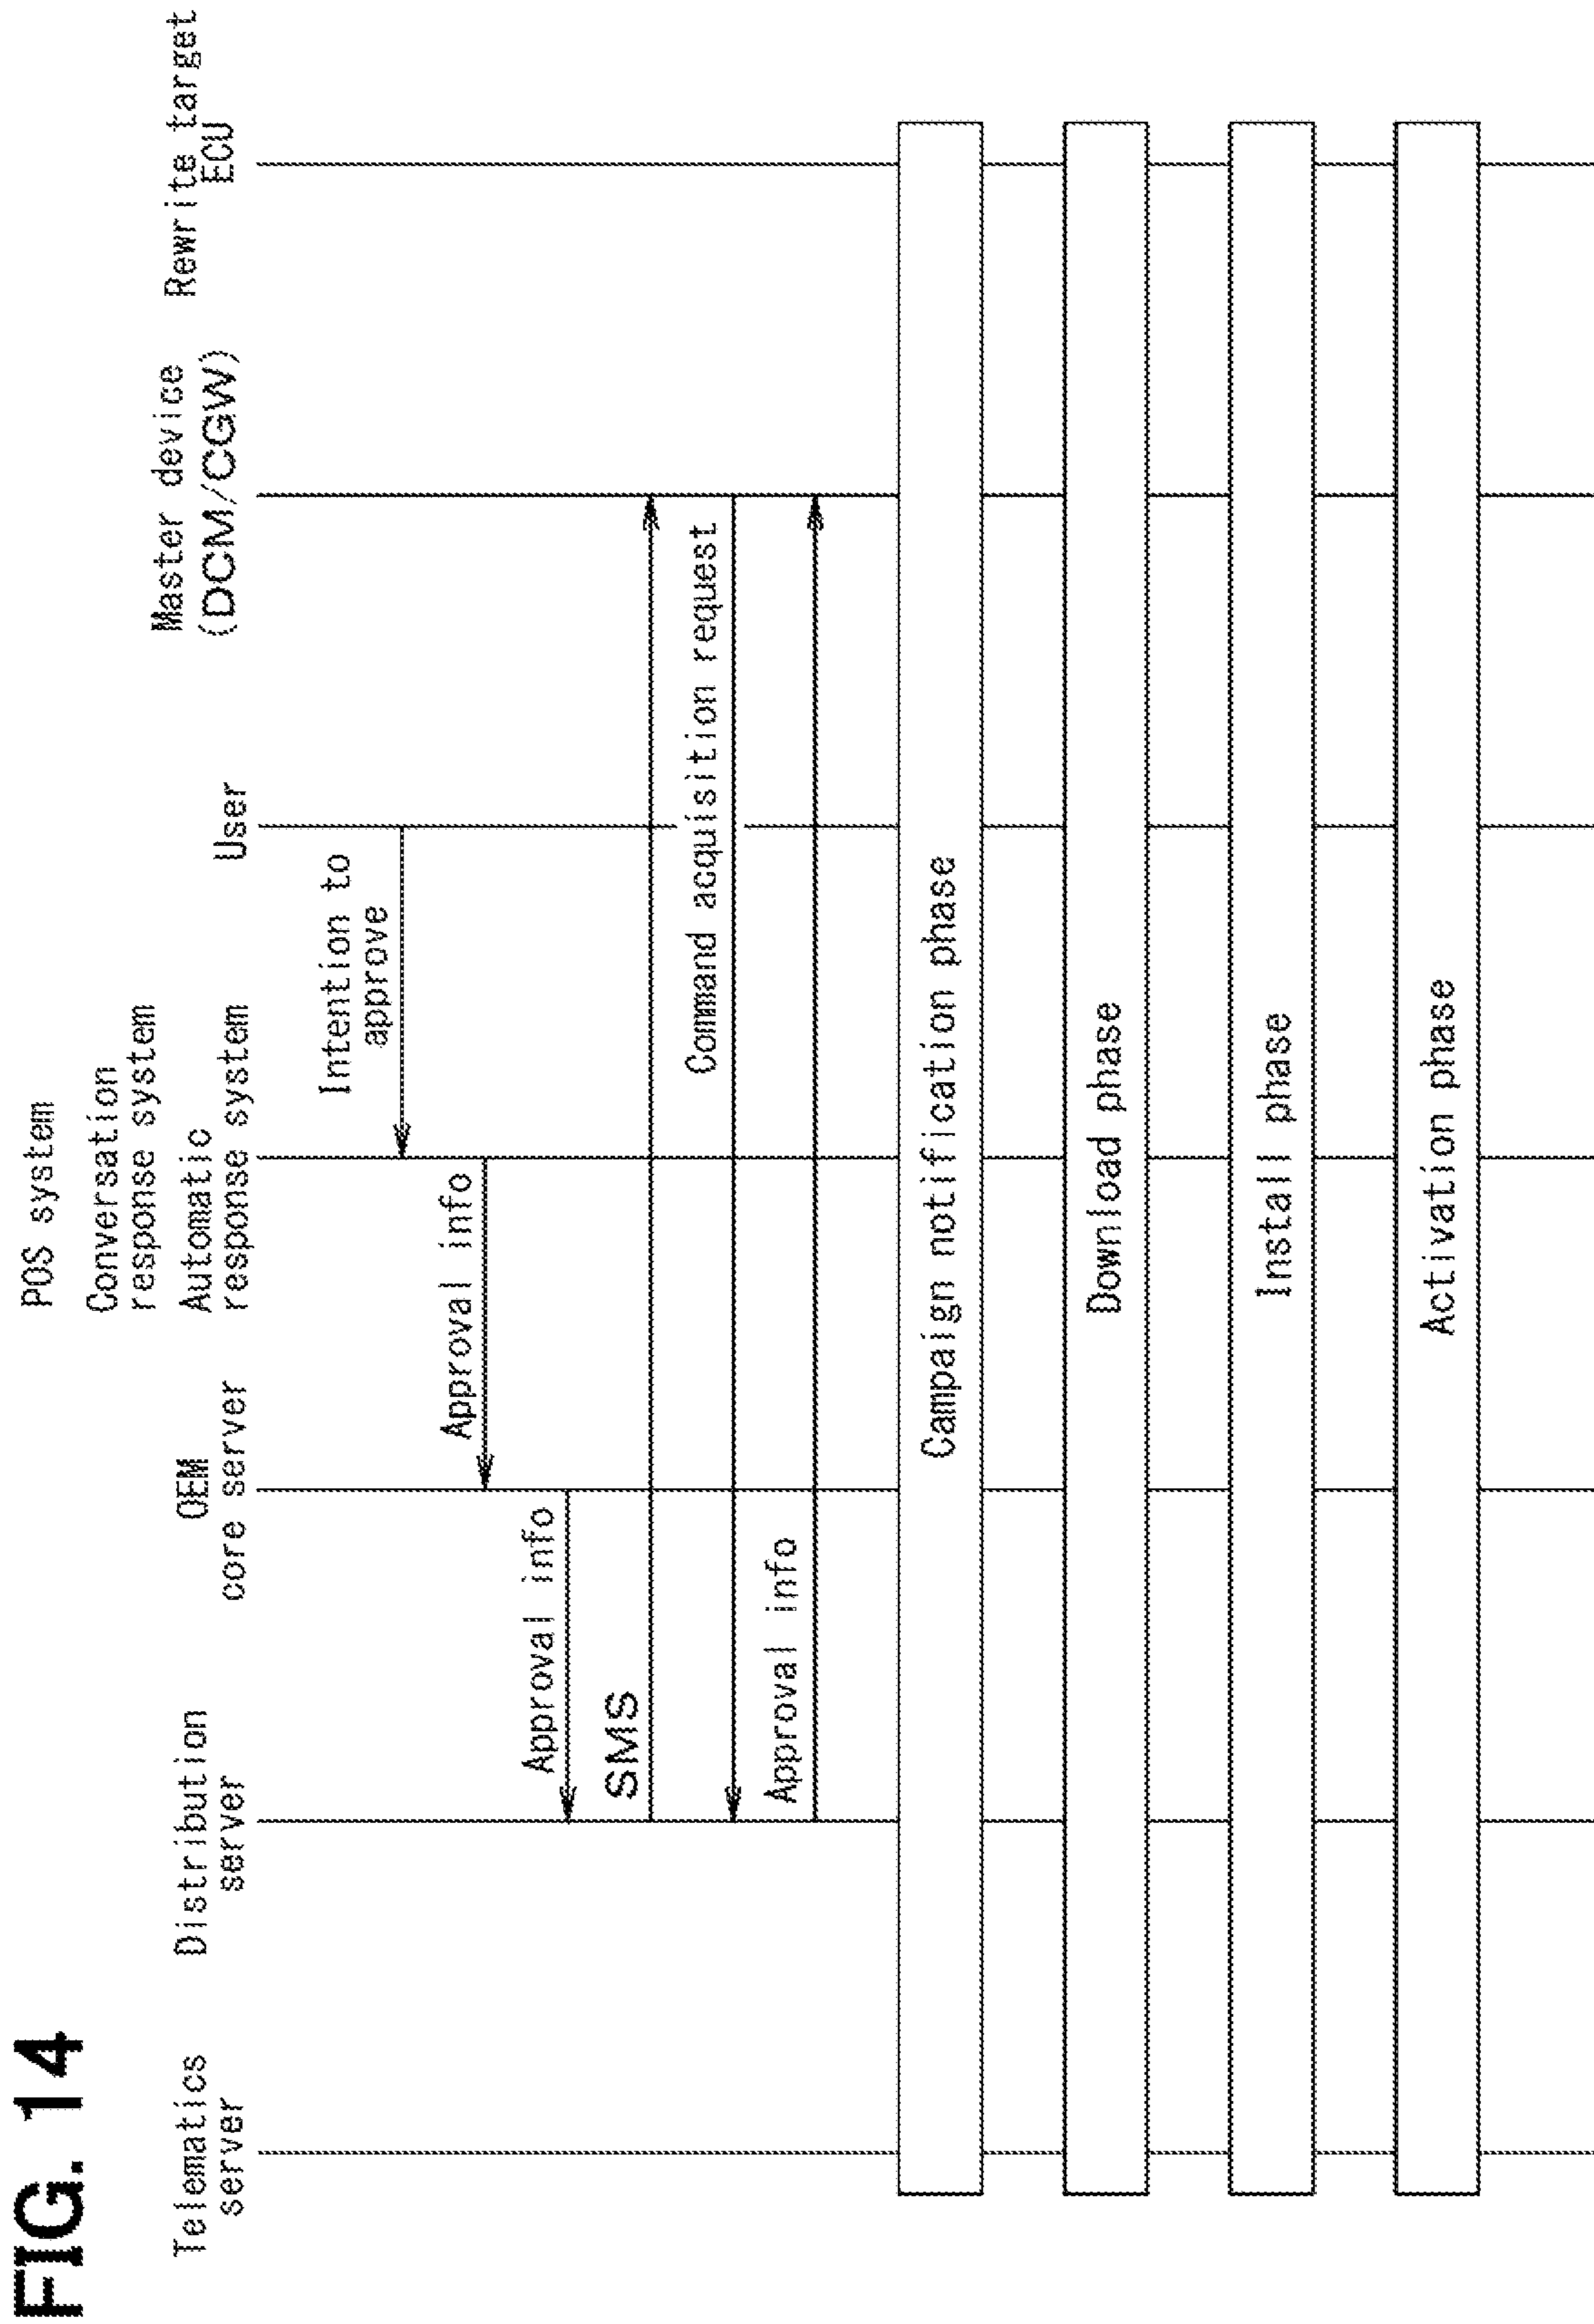 FIG. 14
Telematics
server
Distribution
server
OEM
core server
POS system
Conversation
response system
Automatic
response system
User
Master device
(DCM/CGW)
Rewrite target
ECU
Intention to
approve
Approval info
Approval info
SMS
Command acquisition request
Approval info
Campaign notification phase
Download phase
Install phase
Activation phase